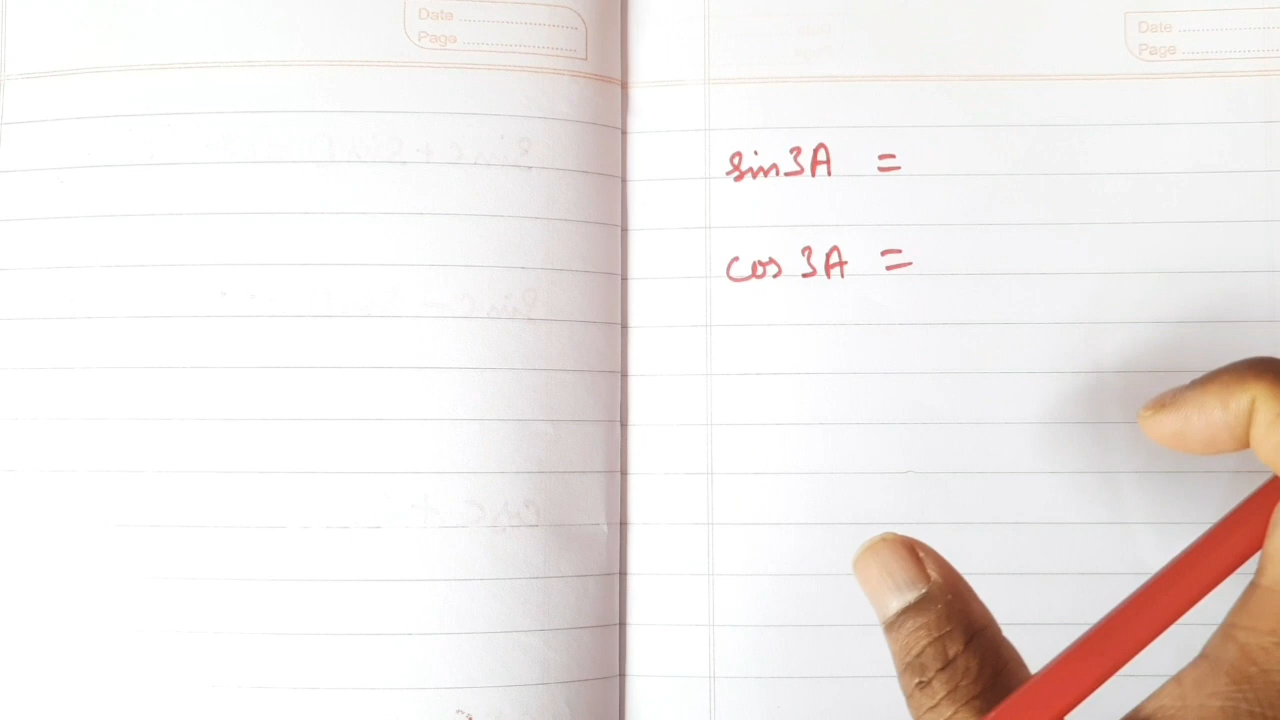 Date ........................
Page ........................
Date ........................
Page ........................
sin3A =
cos 3A =